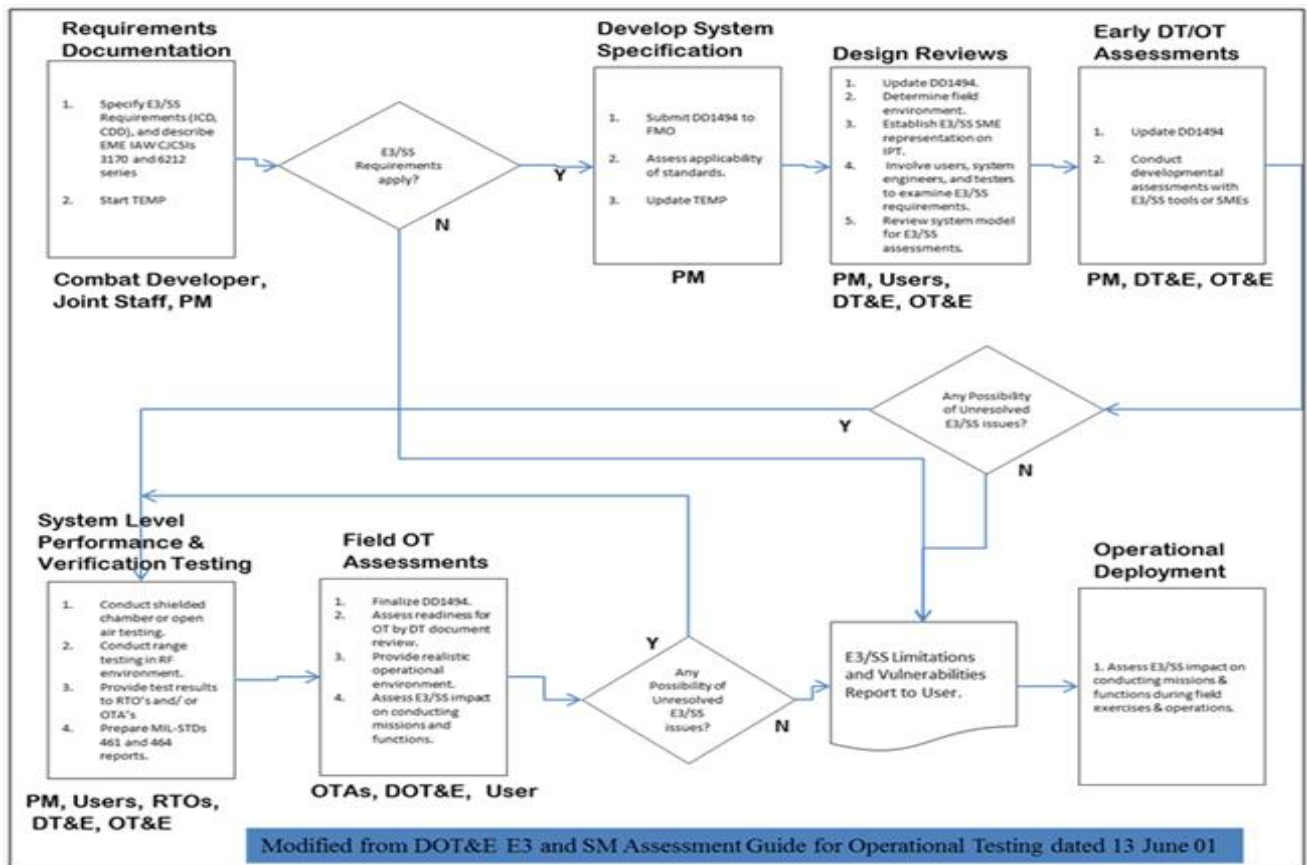 Requirements
Documentation
1. Specify E3/SS
Requirements (ICD,
CDD), and describe
EME IAW CJCSIs
3170 and 6212
series
2. Start TEMP
Combat Developer,
Joint Staff, PM
E3/SS
Requirements
apply?
Y
N
Develop System
Specification
1. Submit DD1494 to
FMO
2. Assess applicability
of standards.
3. Update TEMP
PM
Design Reviews
1. Update DD1494.
2. Determine field
environment.
3. Establish E3/SS SME
representation on
IPT.
4. Involve users, system
engineers, and testers
to examine E3/SS
requirements.
5. Review system model
for E3/SS
assessments.
PM, Users,
DT&E, OT&E
Early DT/OT
Assessments
1. Update DD1494
2. Conduct
developmental
assessments with
E3/SS tools or SMEs
PM, DT&E, OT&E
Any Possibility
of Unresolved
E3/SS issues?
Y
N
System Level
Performance &
Verification Testing
1. Conduct shielded
chamber or open
air testing.
2. Conduct range
testing in RF
environment.
3. Provide test results
to RTO's and/ or
OTA's
4. Prepare MIL-STDs
461 and 464
reports.
PM, Users, RTOs,
DT&E, OT&E
Field OT
Assessments
1. Finalize DD1494.
2. Assess readiness for
OT by DT document
review.
3. Provide realistic
operational
environment.
4. Assess E3/SS impact
on conducting
missions and
functions.
OTAs, DOT&E, User
Any
Possibility of
Unresolved
E3/SS
issues?
Y
N
E3/SS Limitations
and Vulnerabilities
Report to User.
Operational
Deployment
1. Assess E3/SS impact on
conducting missions &
functions during field
exercises & operations.
Modified from DOT&E E3 and SM Assessment Guide for Operational Testing dated 13 June 01